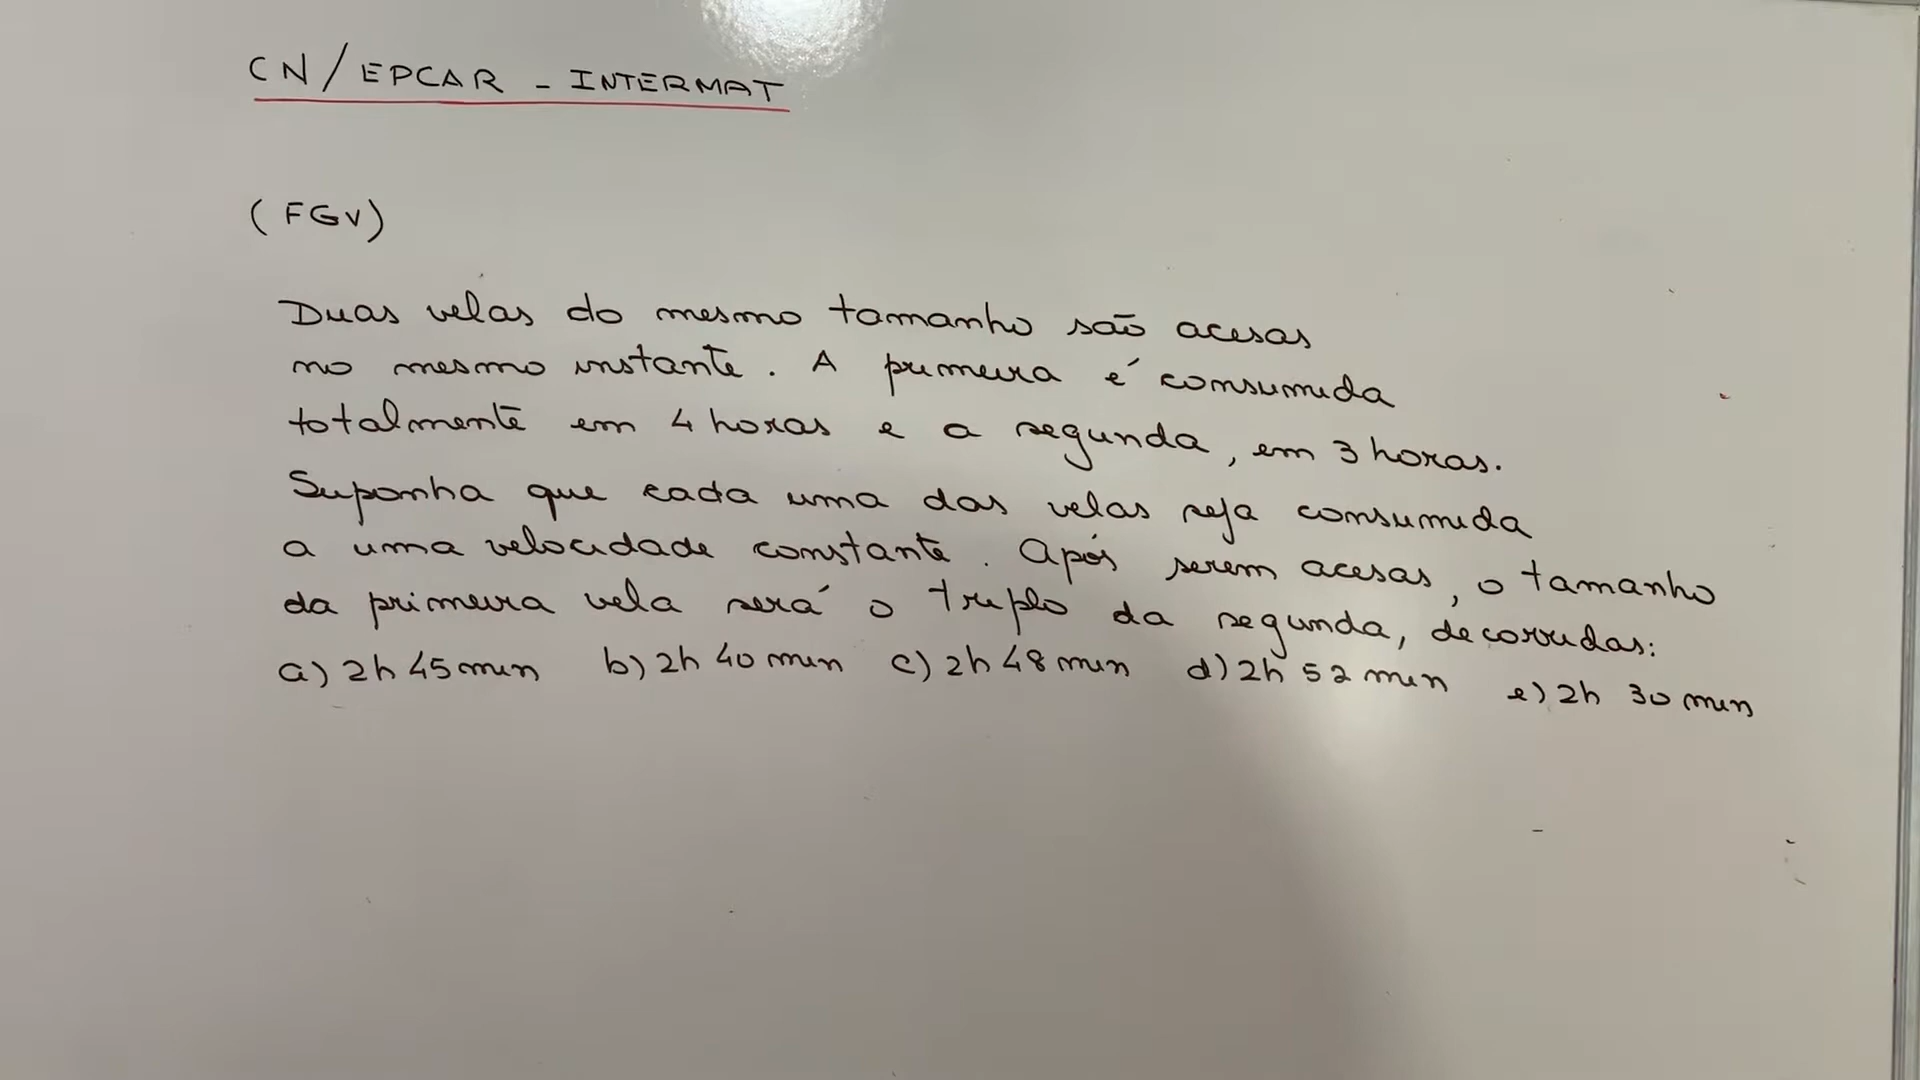 CN/EPCAR - INTERMAT
(FGV)
Duas velas do mesmo tamanho são acesas
no mesmo instante. A primeira é consumida
totalmente em 4 horas e a segunda, em 3 horas.
Suponha que cada uma das velas seja consumida
a uma velocidade constante. Após serem acesas, o tamanho
da primeira vela será o triplo da segunda, decorridas:
a) 2h 45 min b) 2h 40 min c) 2h 48 min d) 2h 52 min e) 2h 30 min